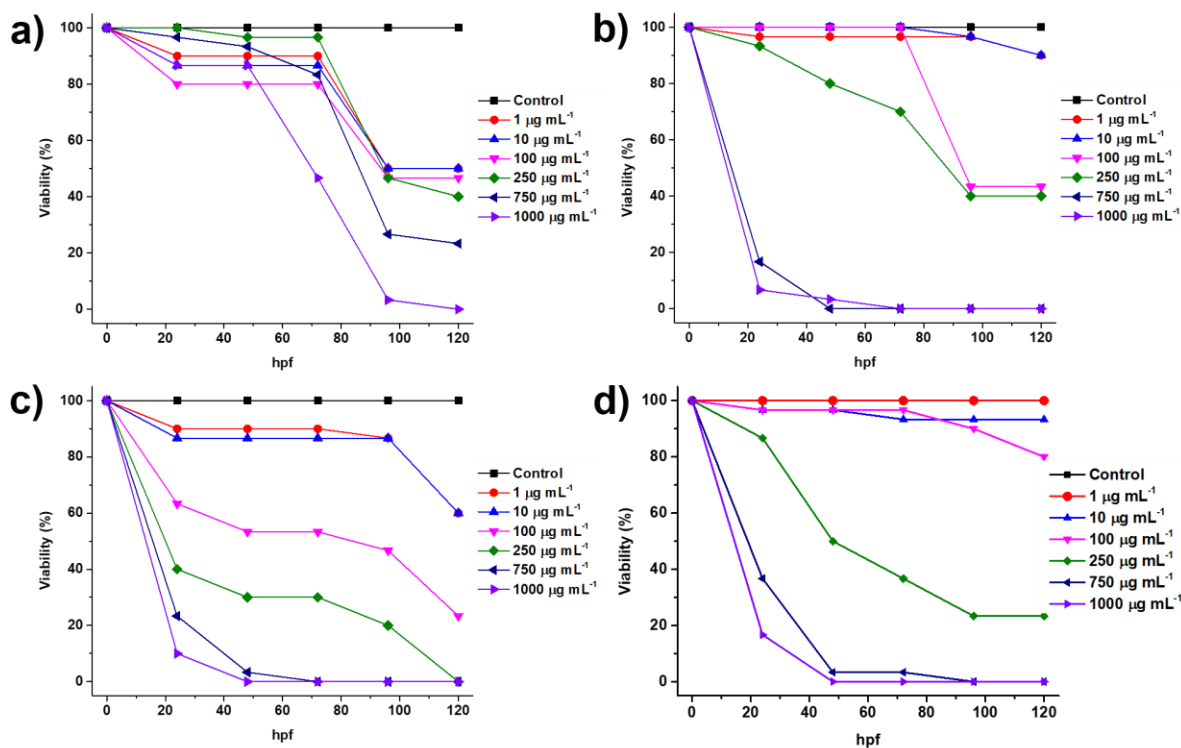 a)
100
80
60
40
20
0
Viability (%)
0 20 40 60 80 100 120
hpf
Control
1 μg mL⁻¹
10 μg mL⁻¹
100 μg mL⁻¹
250 μg mL⁻¹
750 μg mL⁻¹
1000 μg mL⁻¹
b)
100
80
60
40
20
0
Viability (%)
0 20 40 60 80 100 120
hpf
Control
1 μg mL⁻¹
10 μg mL⁻¹
100 μg mL⁻¹
250 μg mL⁻¹
750 μg mL⁻¹
1000 μg mL⁻¹
c)
100
80
60
40
20
0
Viability (%)
0 20 40 60 80 100 120
hpf
Control
1 μg mL⁻¹
10 μg mL⁻¹
100 μg mL⁻¹
250 μg mL⁻¹
750 μg mL⁻¹
1000 μg mL⁻¹
d)
100
80
60
40
20
0
Viability (%)
0 20 40 60 80 100 120
hpf
Control
1 μg mL⁻¹
10 μg mL⁻¹
100 μg mL⁻¹
250 μg mL⁻¹
750 μg mL⁻¹
1000 μg mL⁻¹